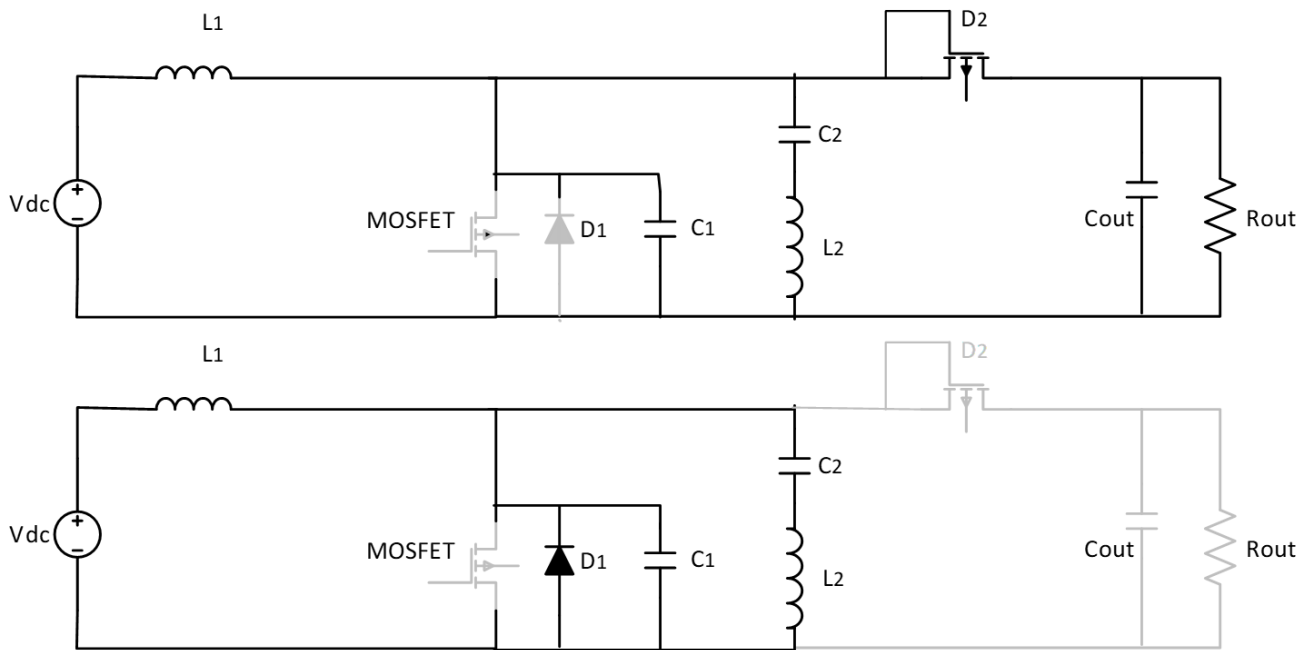 L1
D2
C2
Vdc
+
−
MOSFET
D1
C1
L2
Cout
Rout
L1
D2
C2
Vdc
+
−
MOSFET
D1
C1
L2
Cout
Rout